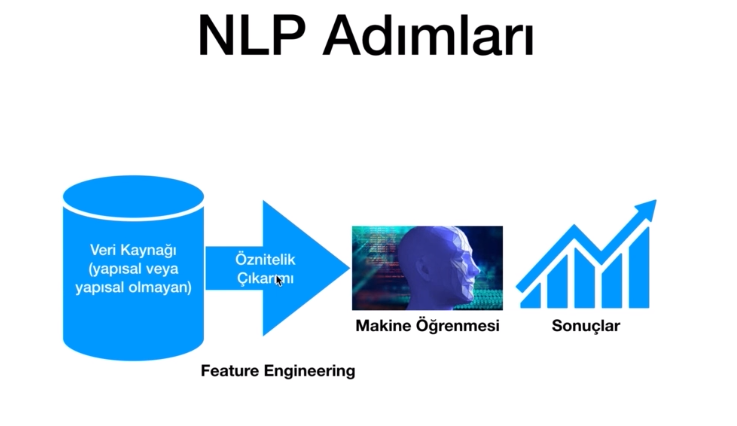 NLP Adımları
Veri Kaynağı
(yapısal veya
yapısal olmayan)
Öznitelik
Çıkarımı
Makine Öğrenmesi
Sonuçlar
Feature Engineering